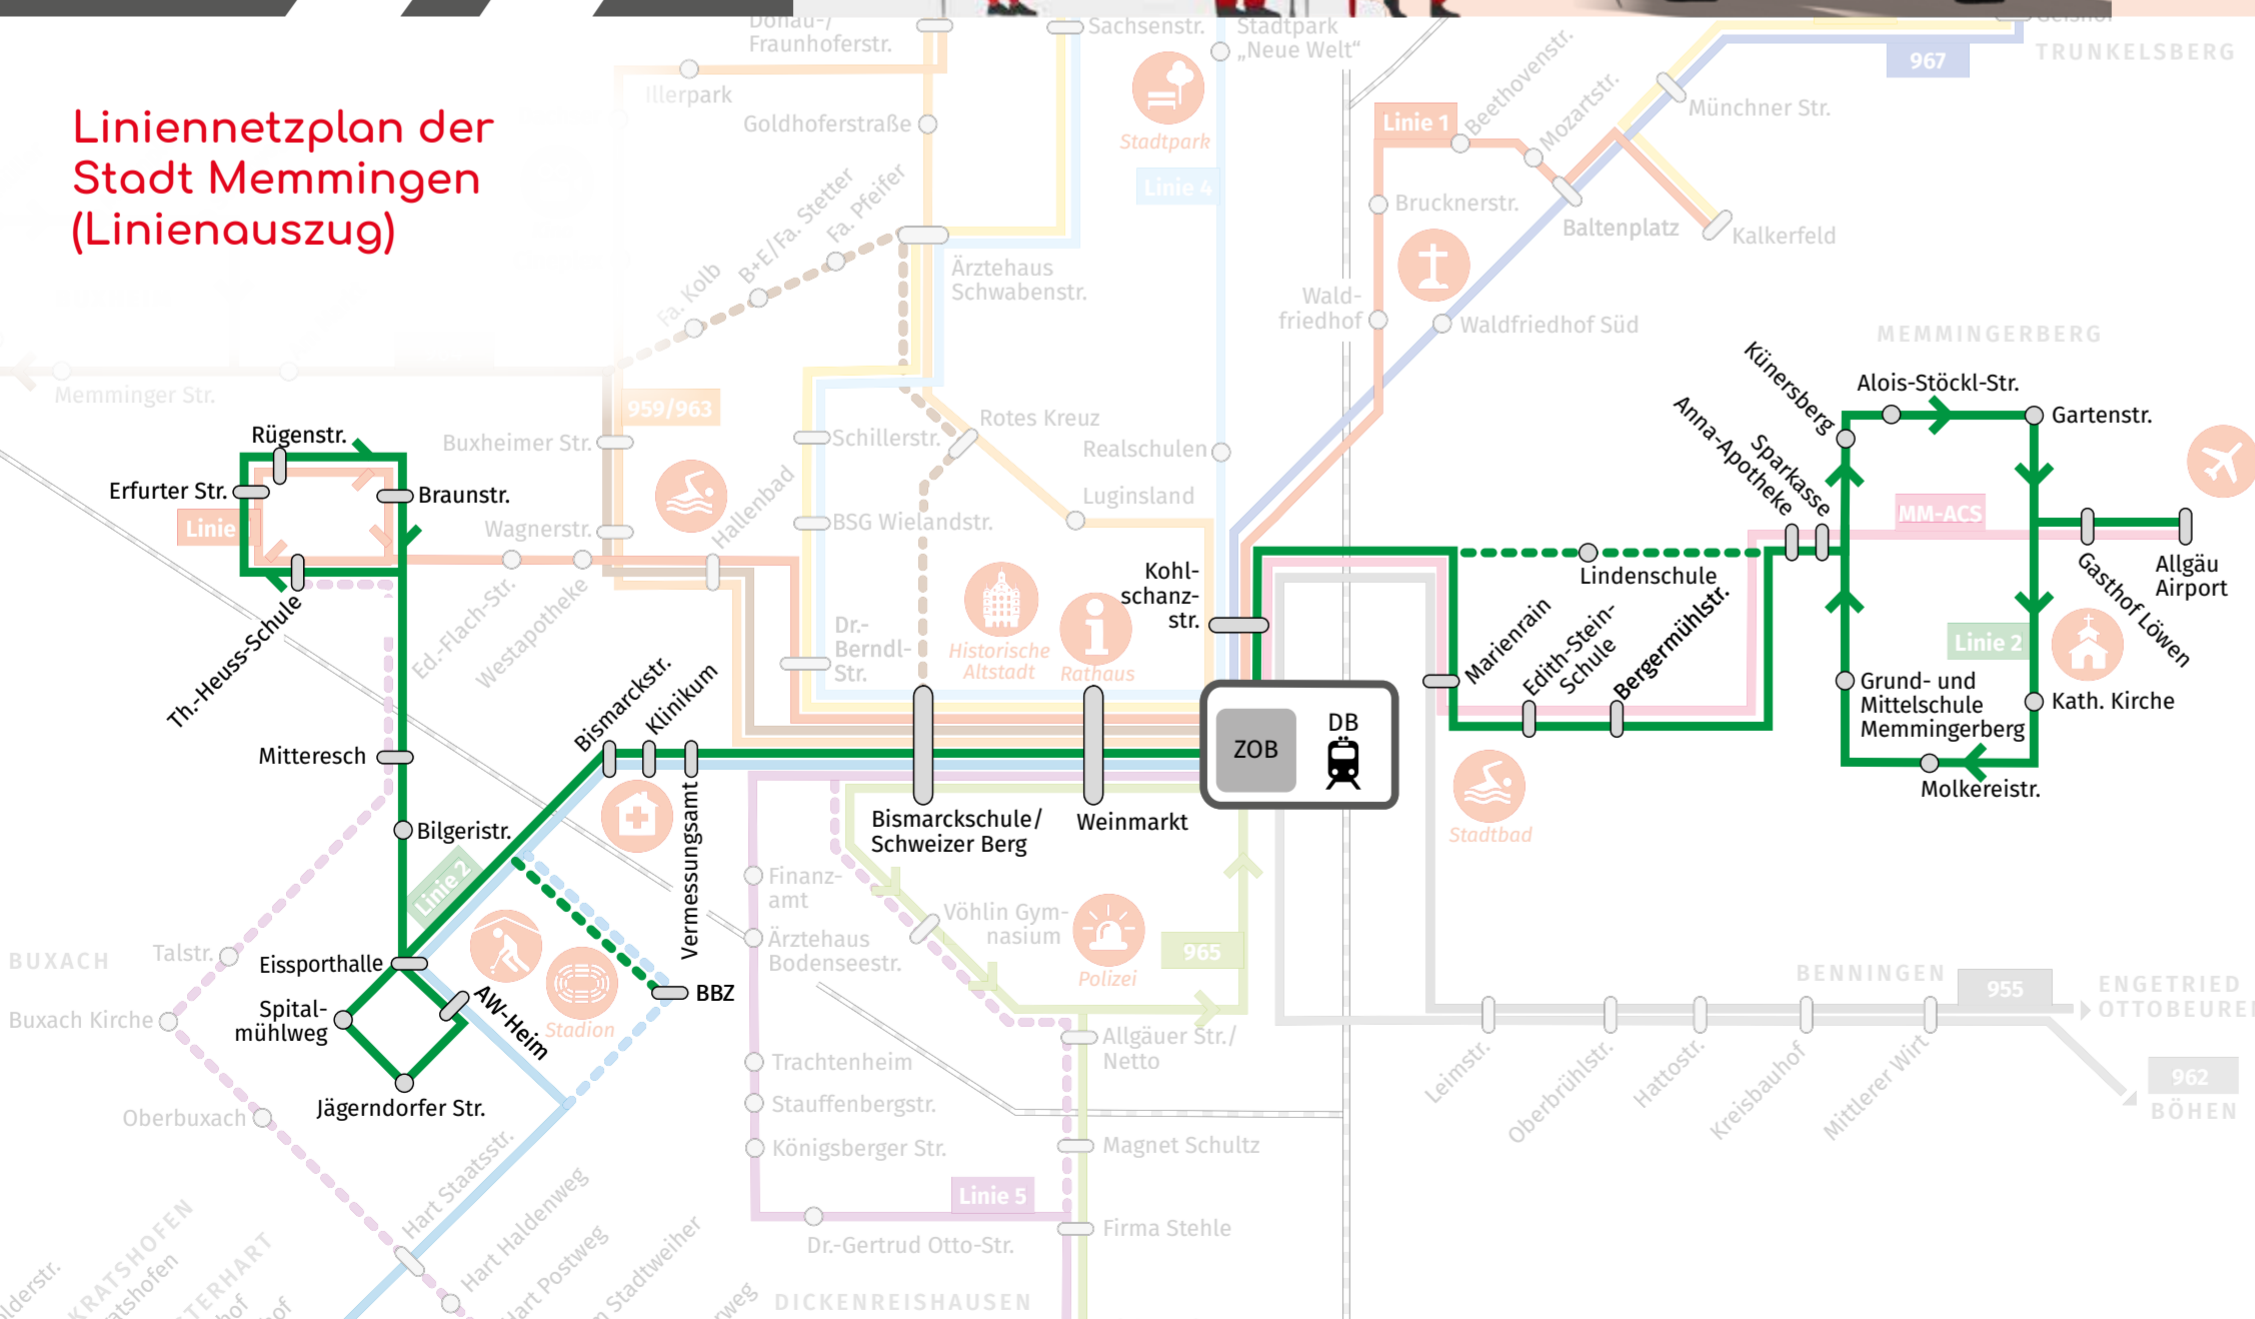 Liniennetzplan der
Stadt Memmingen
(Linienauszug)
Donau-/
Fraunhoferstr.
Illerpark
Goldhoferstraße
Sachsenstr.
Stadtpark
„Neue Welt“
Stadtpark
Linie 4
Linie 1
Beethovenstr.
Mozartstr.
Brucknerstr.
Baltenplatz
Münchner Str.
Kalkerfeld
967
TRUNKELSBERG
Fa. Kolb
B+E/Fa. Stetter
Fa. Pfeifer
Ärztehaus
Schwabenstr.
Wald-
friedhof
Waldfriedhof Süd
MEMMINGERBERG
Memminger Str.
959/963
Buxheimer Str.
Wagnerstr.
Hallenbad
Schillerstr.
BSG Wielandstr.
Rotes Kreuz
Realschulen
Luginsland
Rügenstr.
Erfurter Str.
Braunstr.
Linie
Th.-Heuss-Schule
Ed.-Flach-Str.
Westapotheke
Dr.-
Berndl-
Str.
Historische
Altstadt
Rathaus
Kohl-
schanz-
str.
Künersberg
Anna-Apotheke
Sparkasse
Alois-Stöckl-Str.
Gartenstr.
MM-ACS
Lindenschule
Marienrain
Edith-Stein-
Schule
Bergermühlstr.
Gasthof Löwen
Allgäu
Airport
Linie 2
Grund- und
Mittelschule
Memmingerberg
Kath. Kirche
Molkereistr.
Mitteresch
Bismarckstr.
Klinikum
Vermessungsamt
Bismarckschule/
Schweizer Berg
Weinmarkt
ZOB
DB
Stadtbad
Bilgeristr.
Linie 2
Eissporthalle
Spital-
mühlweg
AW-Heim
Jägerndorfer Str.
Stadion
BBZ
BUXACH
Talstr.
Buxach Kirche
Oberbuxach
Finanz-
amt
Ärztehaus
Bodenseestr.
Trachtenheim
Stauffenbergstr.
Königsberger Str.
Linie 5
Dr.-Gertrud Otto-Str.
Vöhlin Gym-
nasium
Polizei
965
Allgäuer Str./
Netto
Magnet Schultz
Firma Stehle
DICKENREISHAUSEN
BENNINGEN
955
ENGETRIED
Leimstr.
Oberbrühlstr.
Hattostr.
Kreisbauhof
Mittlerer Wirt
962
BÖHEN
Hart Staatsstr.
Hart Haldenweg
Hart Postweg